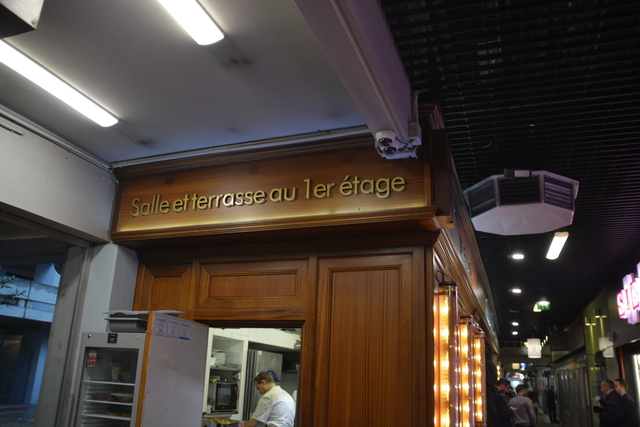 Salle et terrasse au 1er étage